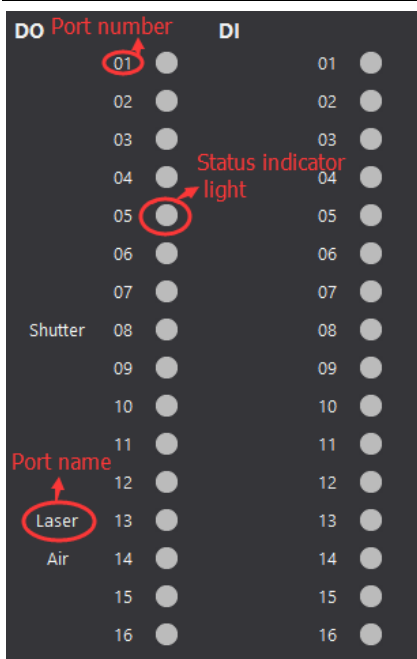 DO Port number DI
01 01
02 02
03 03
Status indicator
04 04
light
05 05
06 06
07 07
Shutter 08 08
09 09
10 10
11 11
Port name
12 12
Laser 13 13
Air 14 14
15 15
16 16